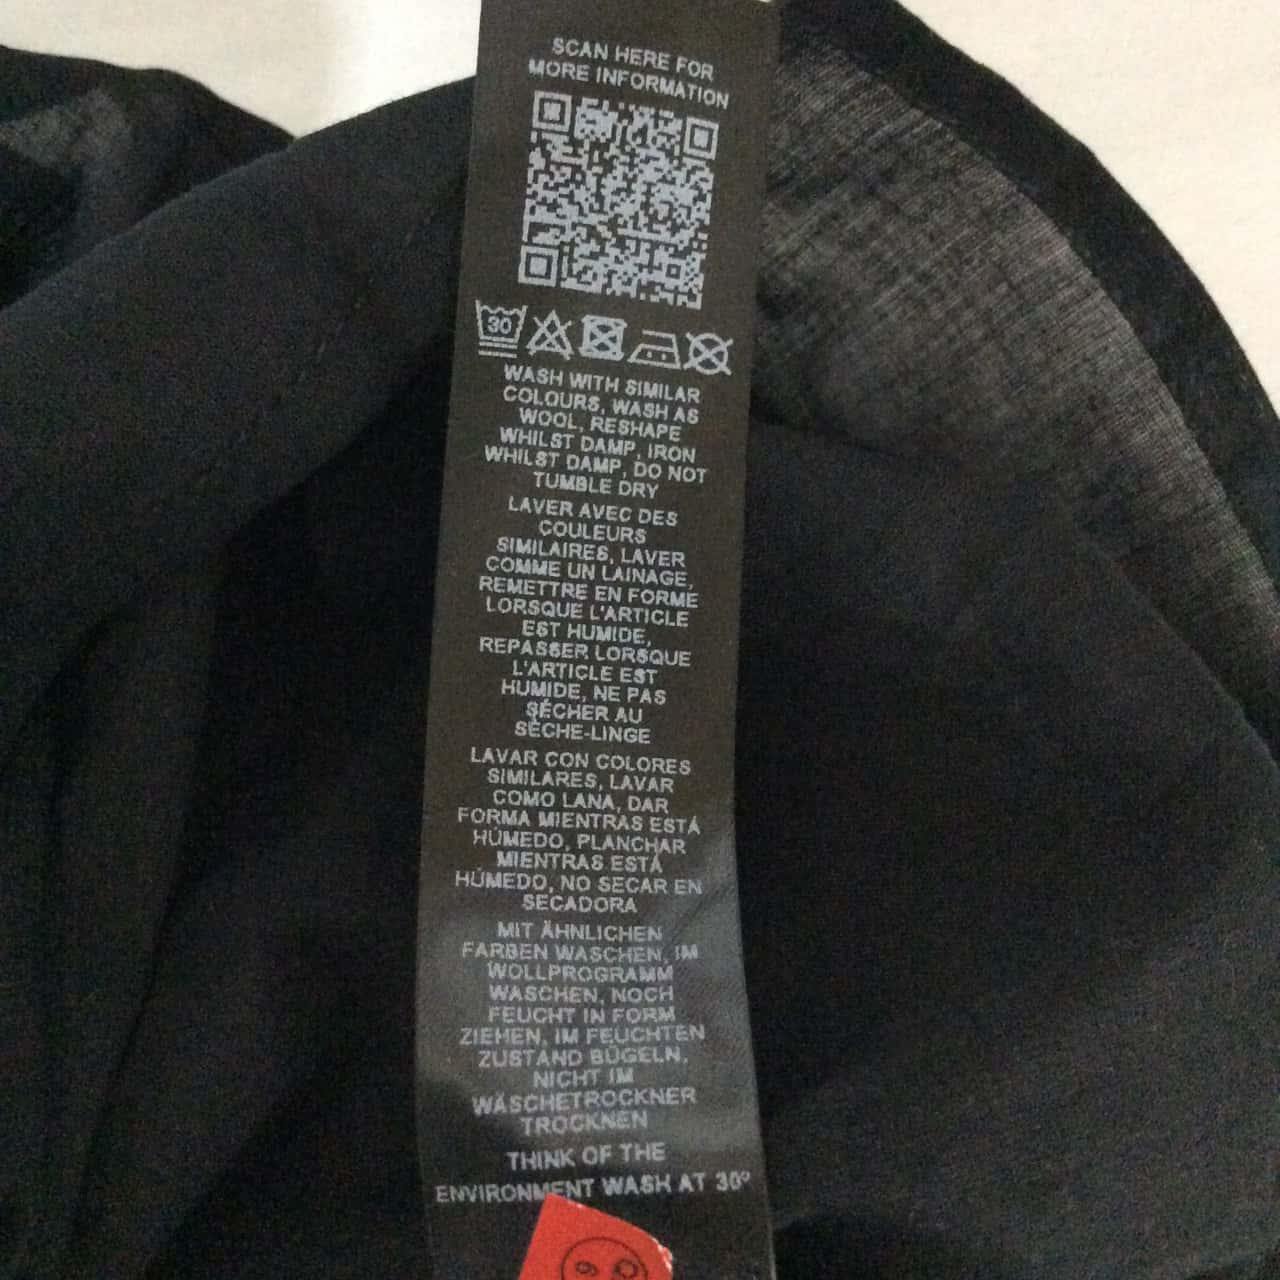 SCAN HERE FOR
MORE INFORMATION
30
WASH WITH SIMILAR
COLOURS, WASH AS
WOOL, RESHAPE
WHILST DAMP, IRON
WHILST DAMP, DO NOT
TUMBLE DRY
LAVER AVEC DES
COULEURS
SIMILAIRES, LAVER
COMME UN LAINAGE,
REMETTRE EN FORME
LORSQUE L'ARTICLE
EST HUMIDE,
REPASSER LORSQUE
L'ARTICLE EST
HUMIDE, NE PAS
SÉCHER AU
SÈCHE-LINGE
LAVAR CON COLORES
SIMILARES, LAVAR
COMO LANA, DAR
FORMA MIENTRAS ESTÁ
HÚMEDO, PLANCHAR
MIENTRAS ESTÁ
HÚMEDO, NO SECAR EN
SECADORA
MIT ÄHNLICHEN
FARBEN WASCHEN, IM
WOLLPROGRAMM
WASCHEN, NOCH
FEUCHT IN FORM
ZIEHEN, IM FEUCHTEN
ZUSTAND BÜGELN,
NICHT IM
WÄSCHETROCKNER
TROCKNEN
THINK OF THE
ENVIRONMENT WASH AT 30º